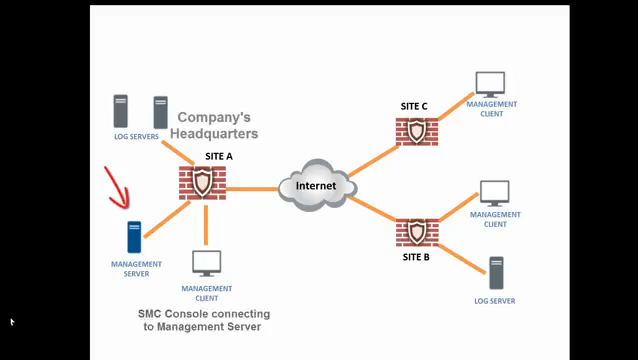 SITE C
MANAGEMENT
CLIENT
Company's
Headquarters
LOG SERVERS
SITE A
Internet
MANAGEMENT
CLIENT
SITE B
MANAGEMENT
SERVER
MANAGEMENT
CLIENT
LOG SERVER
SMC Console connecting
to Management Server